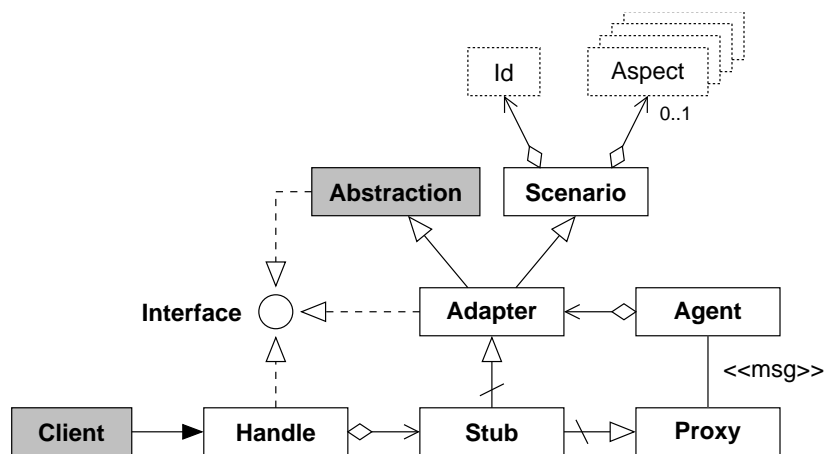 Id
Aspect
0..1
Abstraction
Scenario
Interface
Adapter
Agent
<<msg>>
Client
Handle
Stub
Proxy